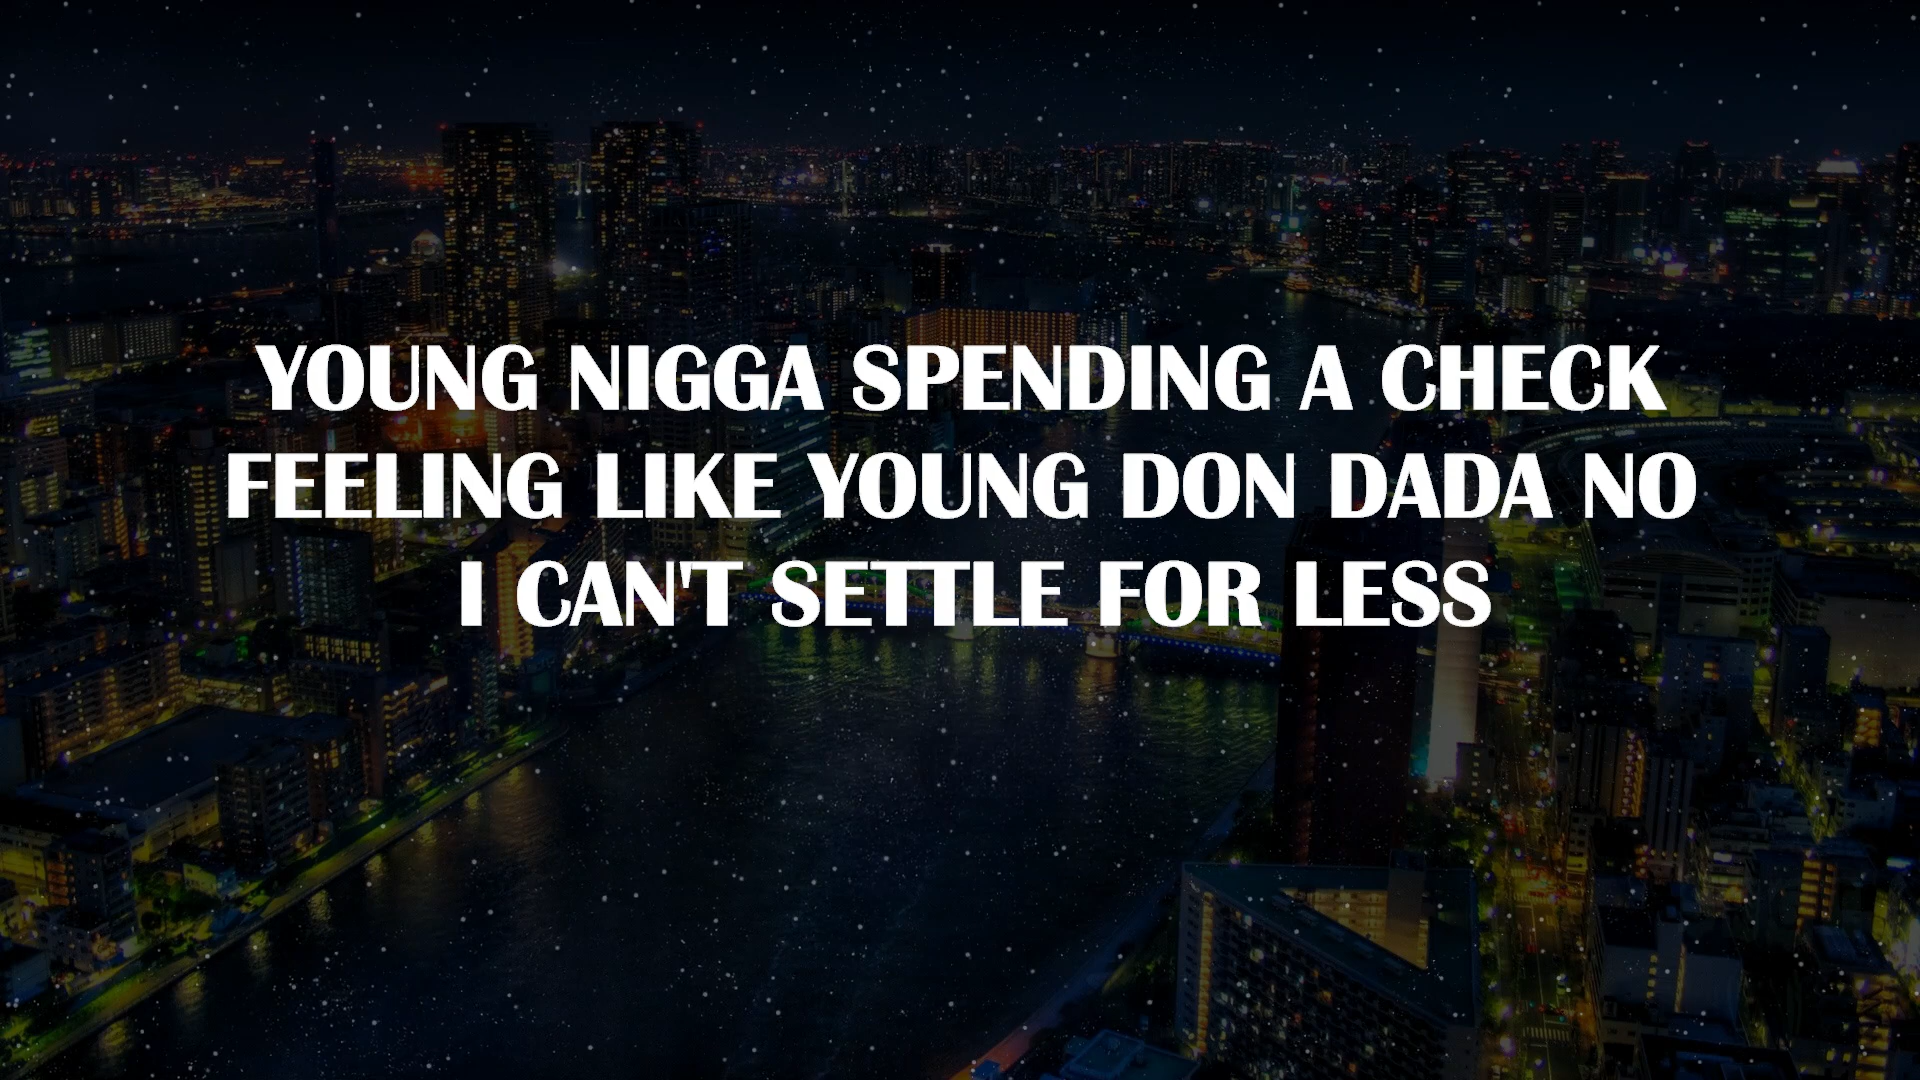 YOUNG NIGGA SPENDING A CHECK
FEELING LIKE YOUNG DON DADA NO
I CAN'T SETTLE FOR LESS